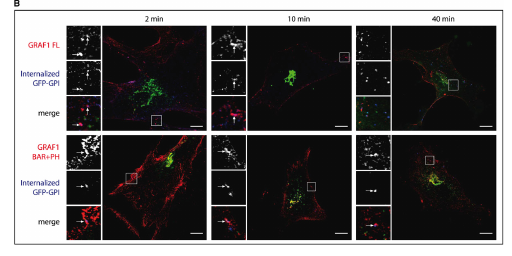 B
2 min
10 min
40 min
GRAF1 FL
Internalized
GFP-GPI
merge
GRAF1
BAR+PH
Internalized
GFP-GPI
merge